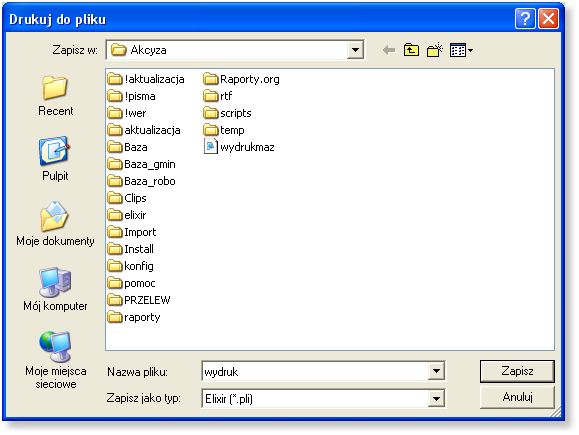 Drukuj do pliku
Zapisz w: Akcyza
Recent
Pulpit
Moje dokumenty
Mój komputer
Moje miejsca
sieciowe
!aktualizacja
!pisma
!wer
aktualizacja
Baza
Baza_gmin
Baza_robo
Clips
elixir
Import
Install
konfig
pomoc
PRZELEW
raporty
Raporty.org
rtf
scripts
temp
wydrukmaz
Nazwa pliku: wydruk
Zapisz
Zapisz jako typ: Elixir (*.pli)
Anuluj